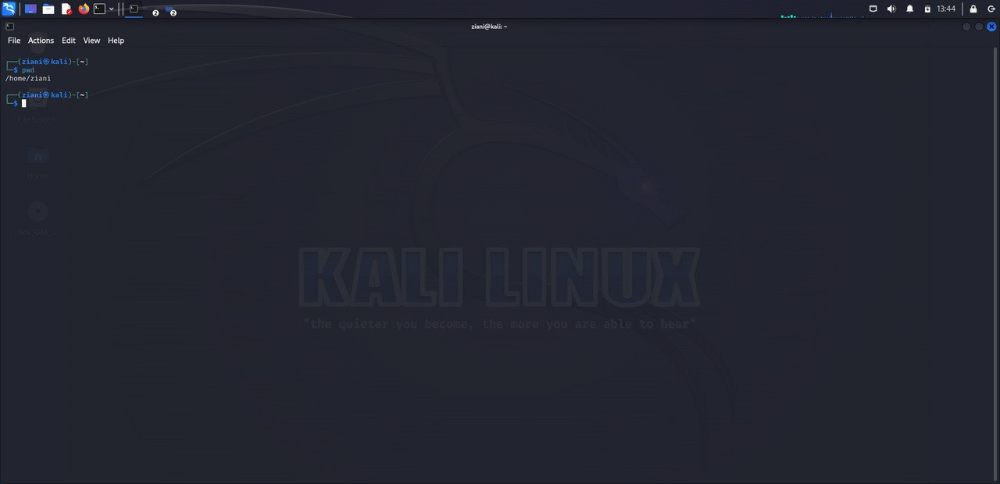 2
2
13:44
ziani@kali: ~
File Actions Edit View Help
┌──(ziani㉿kali)-[~]
└─$ pwd
/home/ziani
┌──(ziani㉿kali)-[~]
└─$
File System
Home
VBox_GAs_...
KALI LINUX
"the quieter you become, the more you are able to hear"